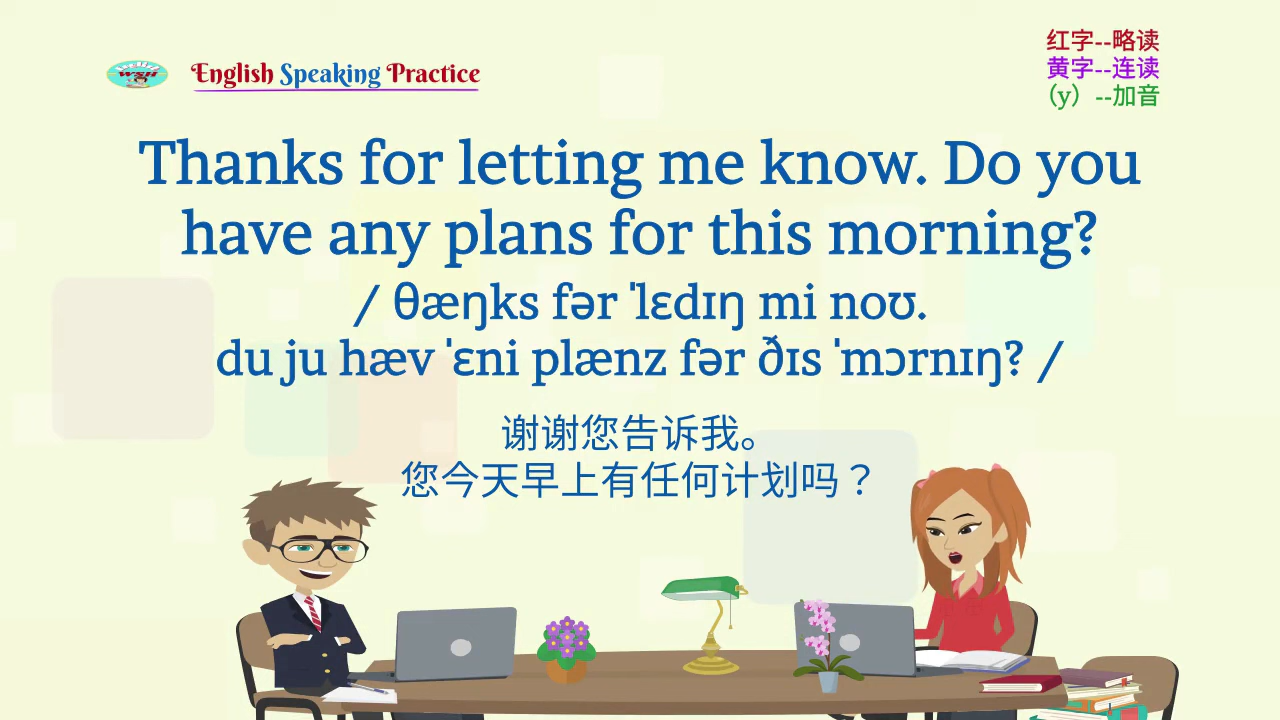 English Speaking Practice
红字--略读
黄字--连读
（y）--加音
Thanks for letting me know. Do you
have any plans for this morning?
/ θæŋks fər ˈlɛdɪŋ mi noʊ.
du ju hæv ˈɛni plænz fər ðɪs ˈmɔrnɪŋ? /
谢谢您告诉我。
您今天早上有任何计划吗？